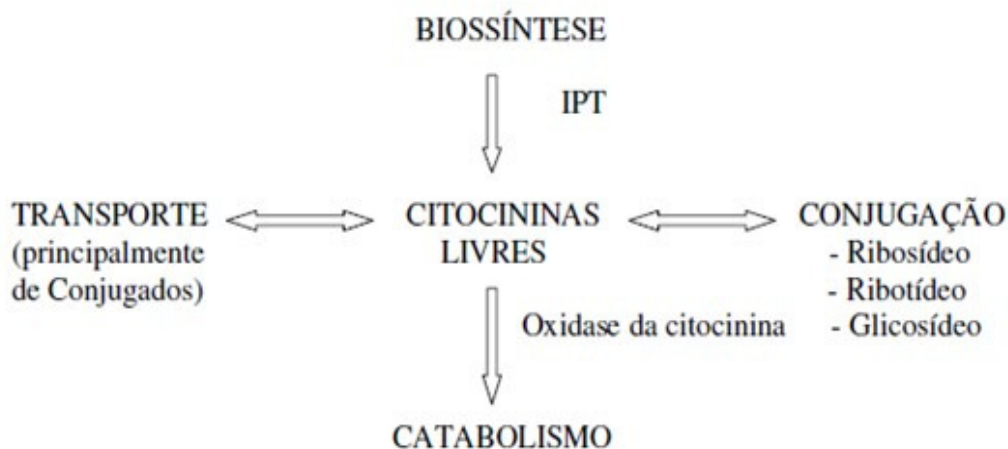 BIOSSÍNTESE
IPT
TRANSPORTE
(principalmente
de Conjugados)
CITOCININAS
LIVRES
CONJUGAÇÃO
- Ribosídeo
- Ribotídeo
- Glicosídeo
Oxidase da citocinina
CATABOLISMO